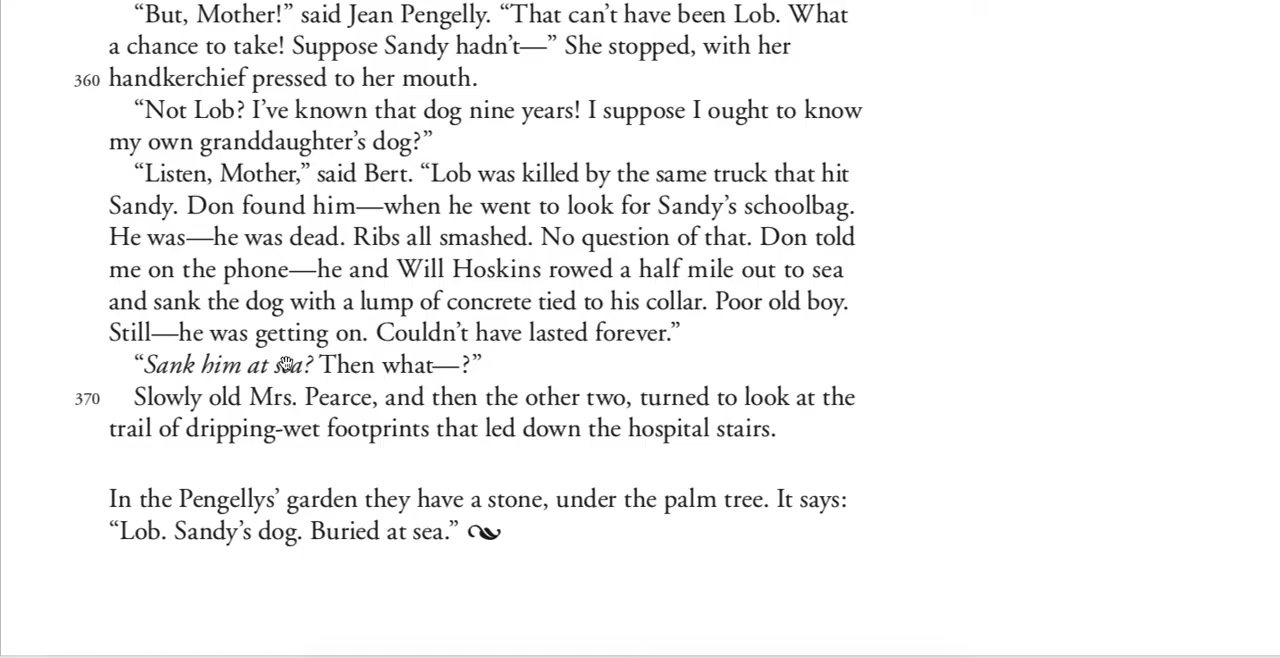 “But, Mother!” said Jean Pengelly. “That can’t have been Lob. What
a chance to take! Suppose Sandy hadn’t—” She stopped, with her
360 handkerchief pressed to her mouth.
“Not Lob? I’ve known that dog nine years! I suppose I ought to know
my own granddaughter’s dog?”
“Listen, Mother,” said Bert. “Lob was killed by the same truck that hit
Sandy. Don found him—when he went to look for Sandy’s schoolbag.
He was—he was dead. Ribs all smashed. No question of that. Don told
me on the phone—he and Will Hoskins rowed a half mile out to sea
and sank the dog with a lump of concrete tied to his collar. Poor old boy.
Still—he was getting on. Couldn’t have lasted forever.”
“Sank him at sea? Then what—?”
370 Slowly old Mrs. Pearce, and then the other two, turned to look at the
trail of dripping-wet footprints that led down the hospital stairs.
In the Pengellys’ garden they have a stone, under the palm tree. It says:
“Lob. Sandy’s dog. Buried at sea.”